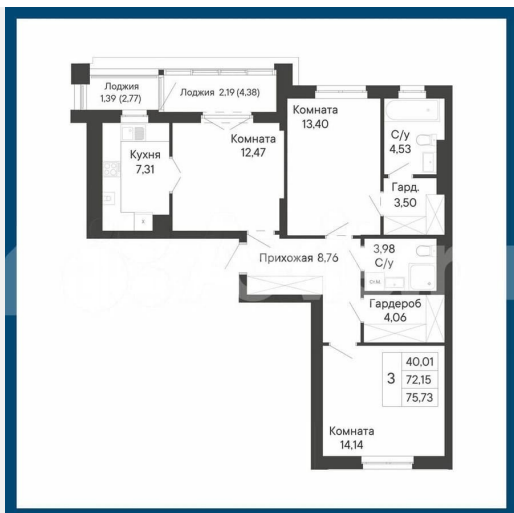 Лоджия
1.39 (2.77)
Лоджия 2.19 (4.38)
Кухня
7,31
Комната
12,47
Комната
13,40
С/у
4,53
Гард.
3,50
Прихожая 8,76
3,98
С/у
Ст.М.
Гардероб
4,06
3
40,01
72,15
75,73
Комната
14,14